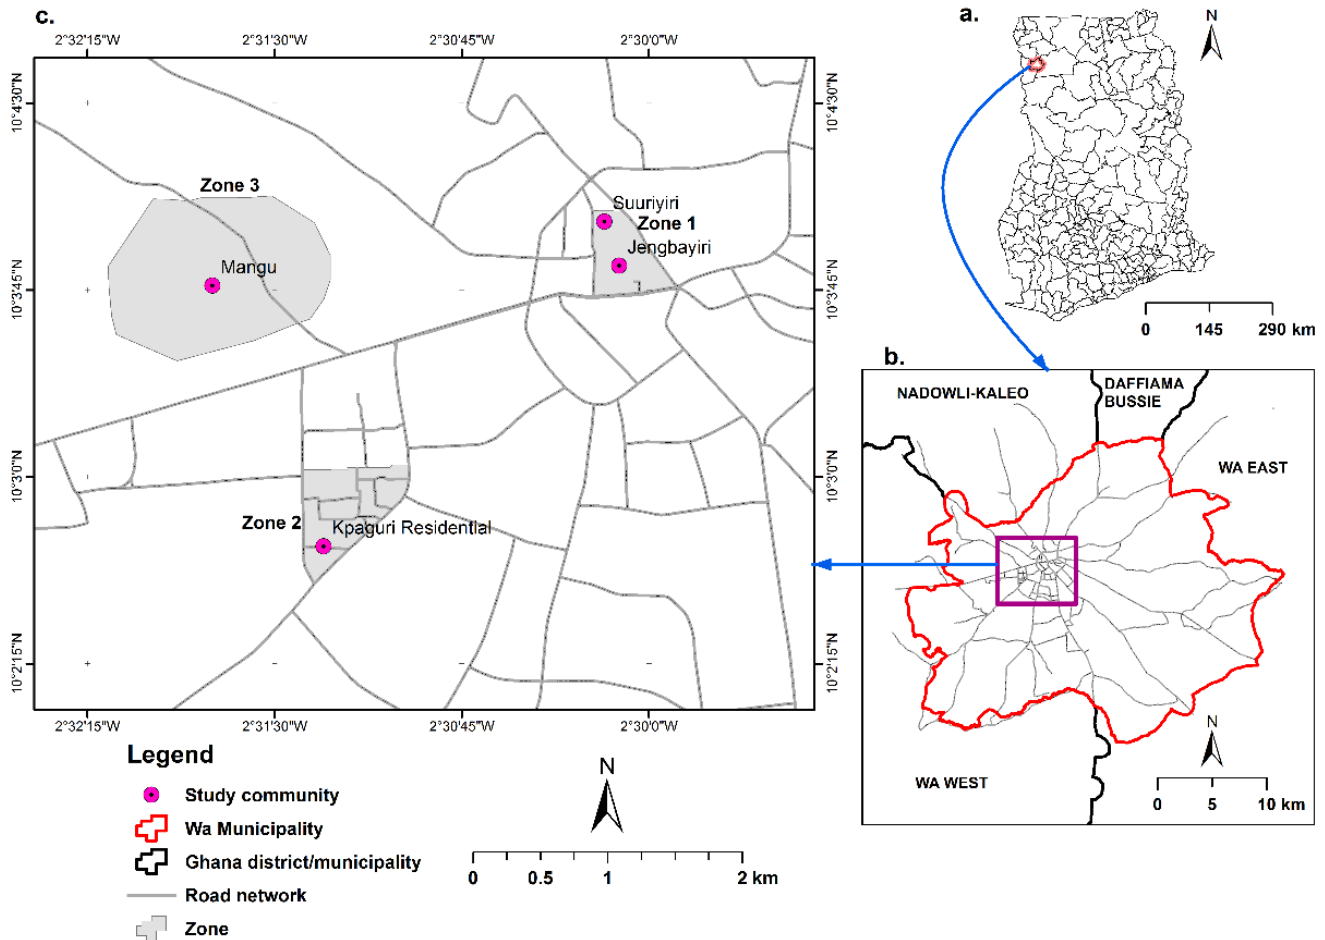 c.
2°32'15"W
2°31'30"W
2°30'45"W
2°30'0"W
10°4'30"N
10°4'30"N
10°3'45"N
10°3'45"N
10°3'0"N
10°3'0"N
10°2'15"N
10°2'15"N
Zone 3
Mangu
Suuriyiri
Zone 1
Jengbayiri
Zone 2
Kpaguri Residential
2°32'15"W
2°31'30"W
2°30'45"W
2°30'0"W
a.
N
0 145 290 km
b.
NADOWLI-KALEO
DAFFIAMA
BUSSIE
WA EAST
WA WEST
N
0 5 10 km
Legend
Study community
Wa Municipality
Ghana district/municipality
Road network
Zone
N
0 0.5 1 2 km